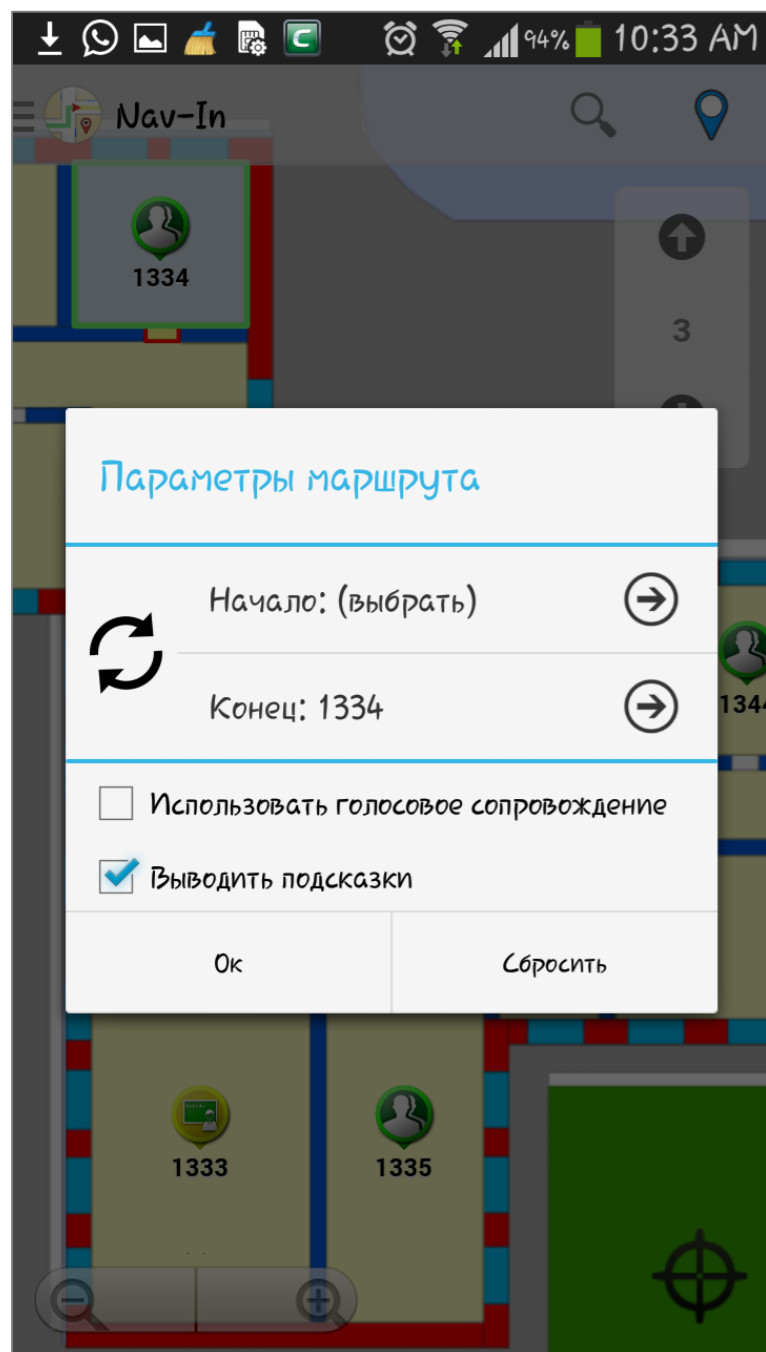 94% 10:33 AM
Nav-In
1334
3
Параметры маршрута
Начало: (выбрать)
Конец: 1334
1344
Использовать голосовое сопровождение
Выводить подсказки
Ок Сбросить
1333 1335